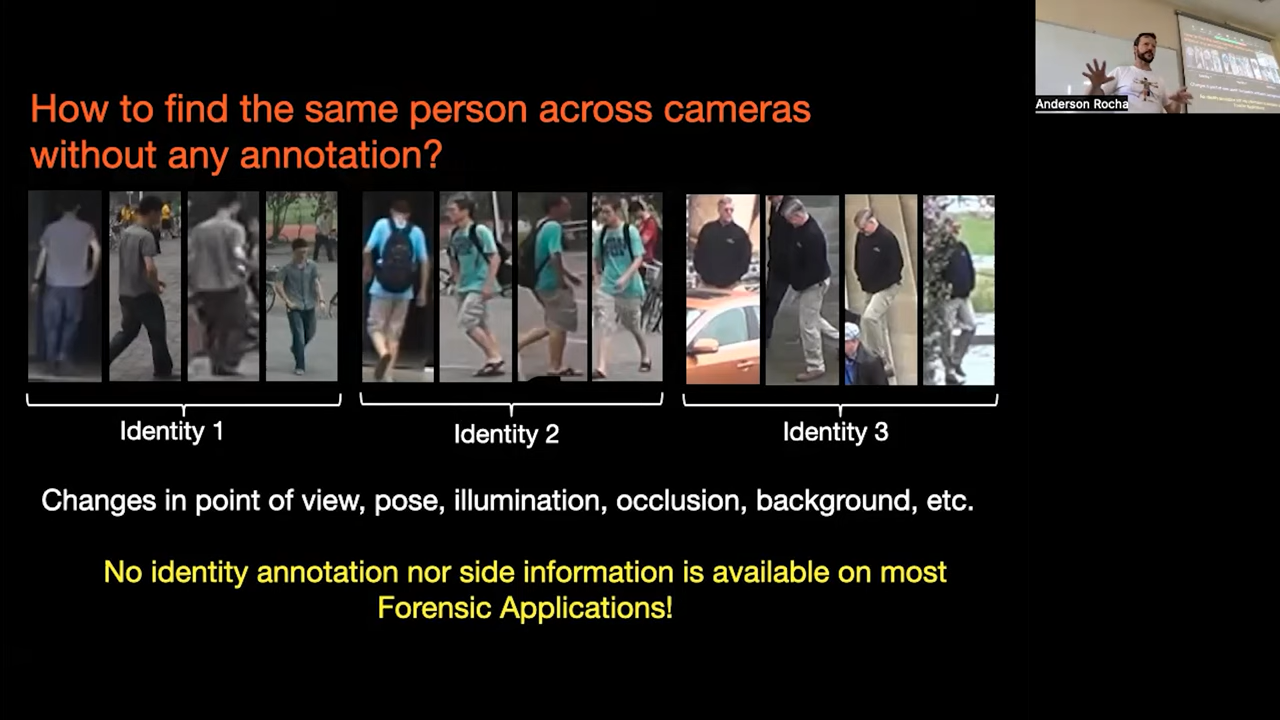 How to find the same person across cameras
without any annotation?
Anderson Rocha
Identity 1
Identity 2
Identity 3
Changes in point of view, pose, illumination, occlusion, background, etc.
No identity annotation nor side information is available on most
Forensic Applications!